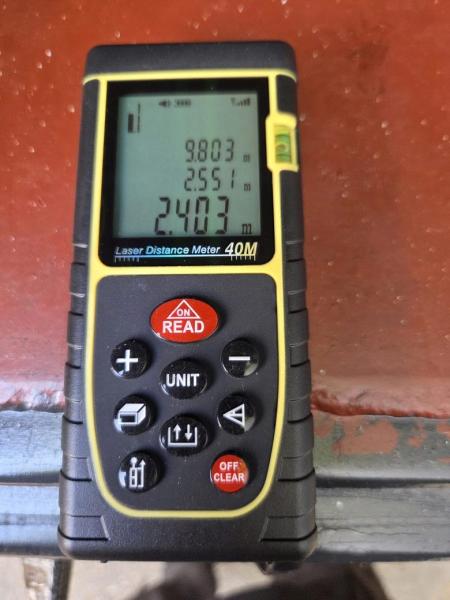 9.803 m
2.551 m
2.403 m
Laser Distance Meter 40M
ON
READ
+
−
UNIT
OFF
CLEAR